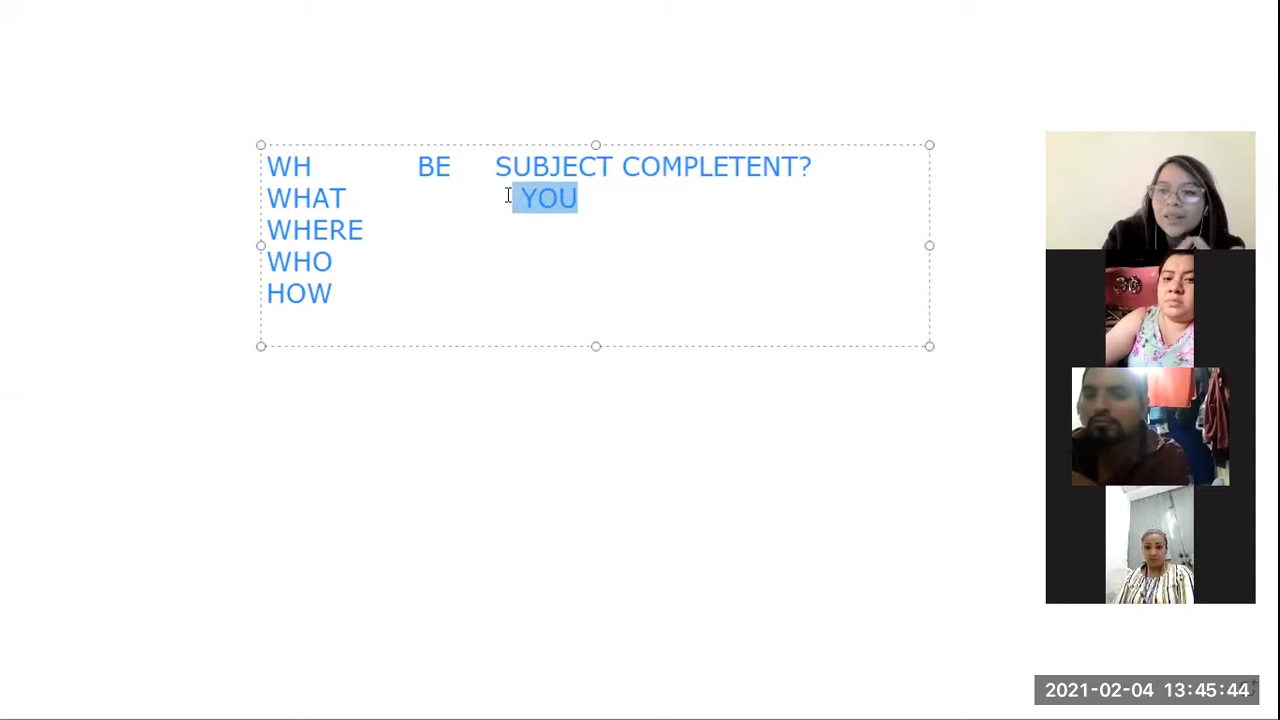 WH BE SUBJECT COMPLETENT?
WHAT YOU
WHERE
WHO
HOW
2021-02-04 13:45:44